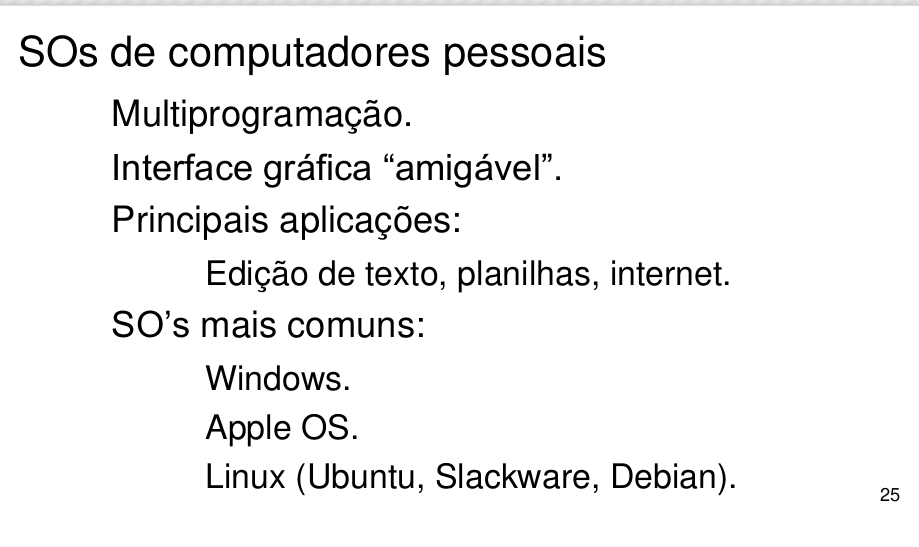 SOs de computadores pessoais
Multiprogramação.
Interface gráfica “amigável”.
Principais aplicações:
Edição de texto, planilhas, internet.
SO’s mais comuns:
Windows.
Apple OS.
Linux (Ubuntu, Slackware, Debian).
25